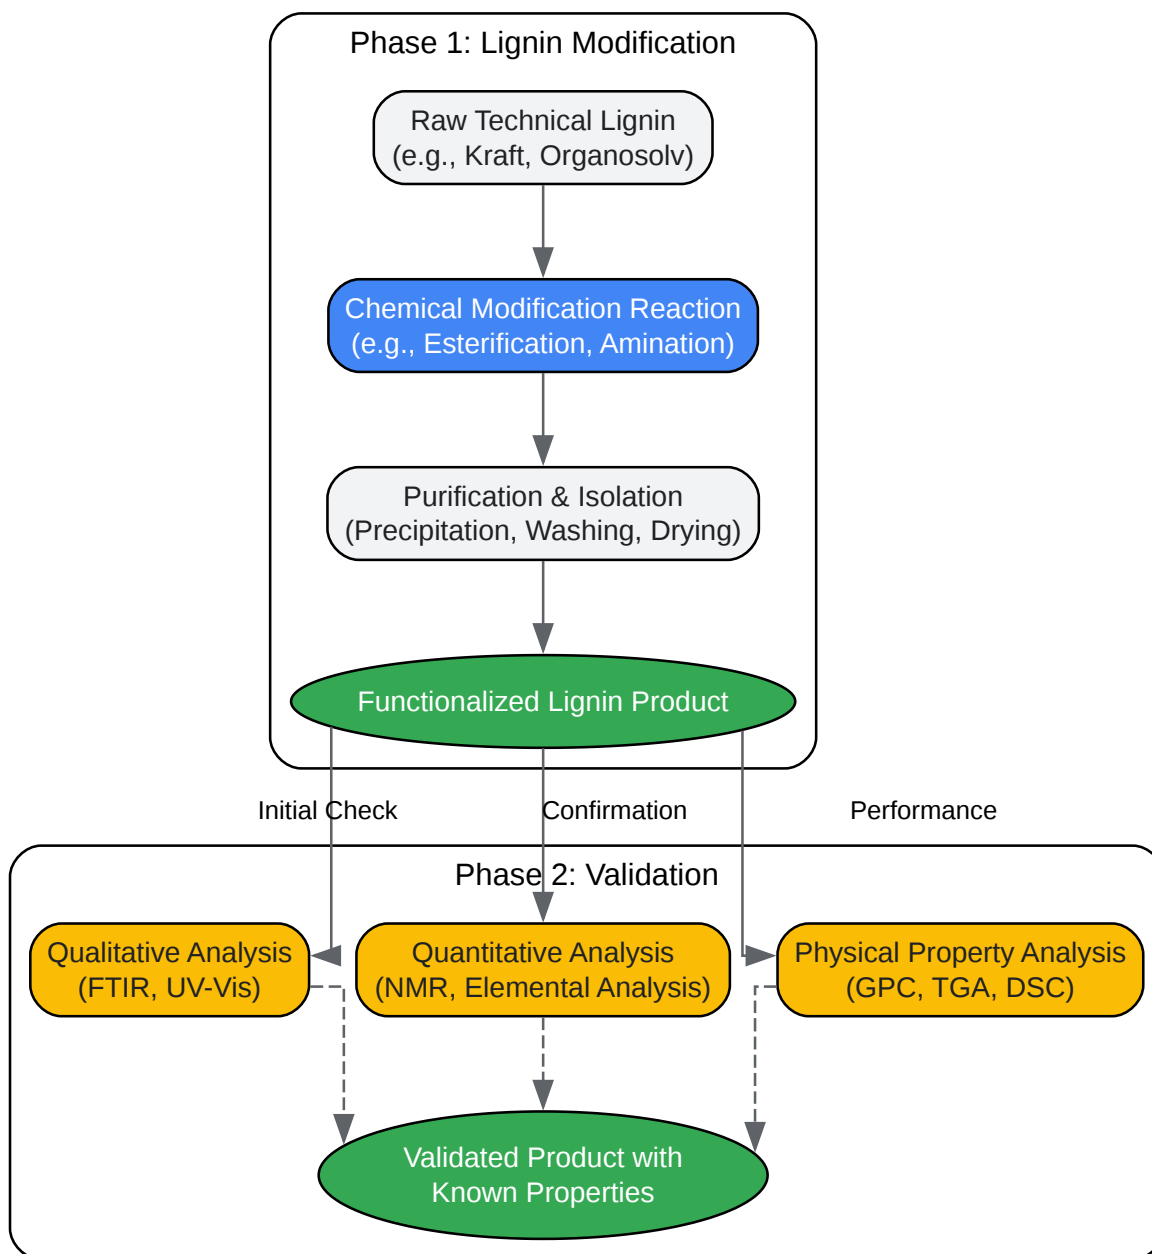 Phase 1: Lignin Modification
Raw Technical Lignin
(e.g., Kraft, Organosolv)
Chemical Modification Reaction
(e.g., Esterification, Amination)
Purification & Isolation
(Precipitation, Washing, Drying)
Functionalized Lignin Product
Initial Check
Confirmation
Performance
Phase 2: Validation
Qualitative Analysis
(FTIR, UV-Vis)
Quantitative Analysis
(NMR, Elemental Analysis)
Physical Property Analysis
(GPC, TGA, DSC)
Validated Product with
Known Properties